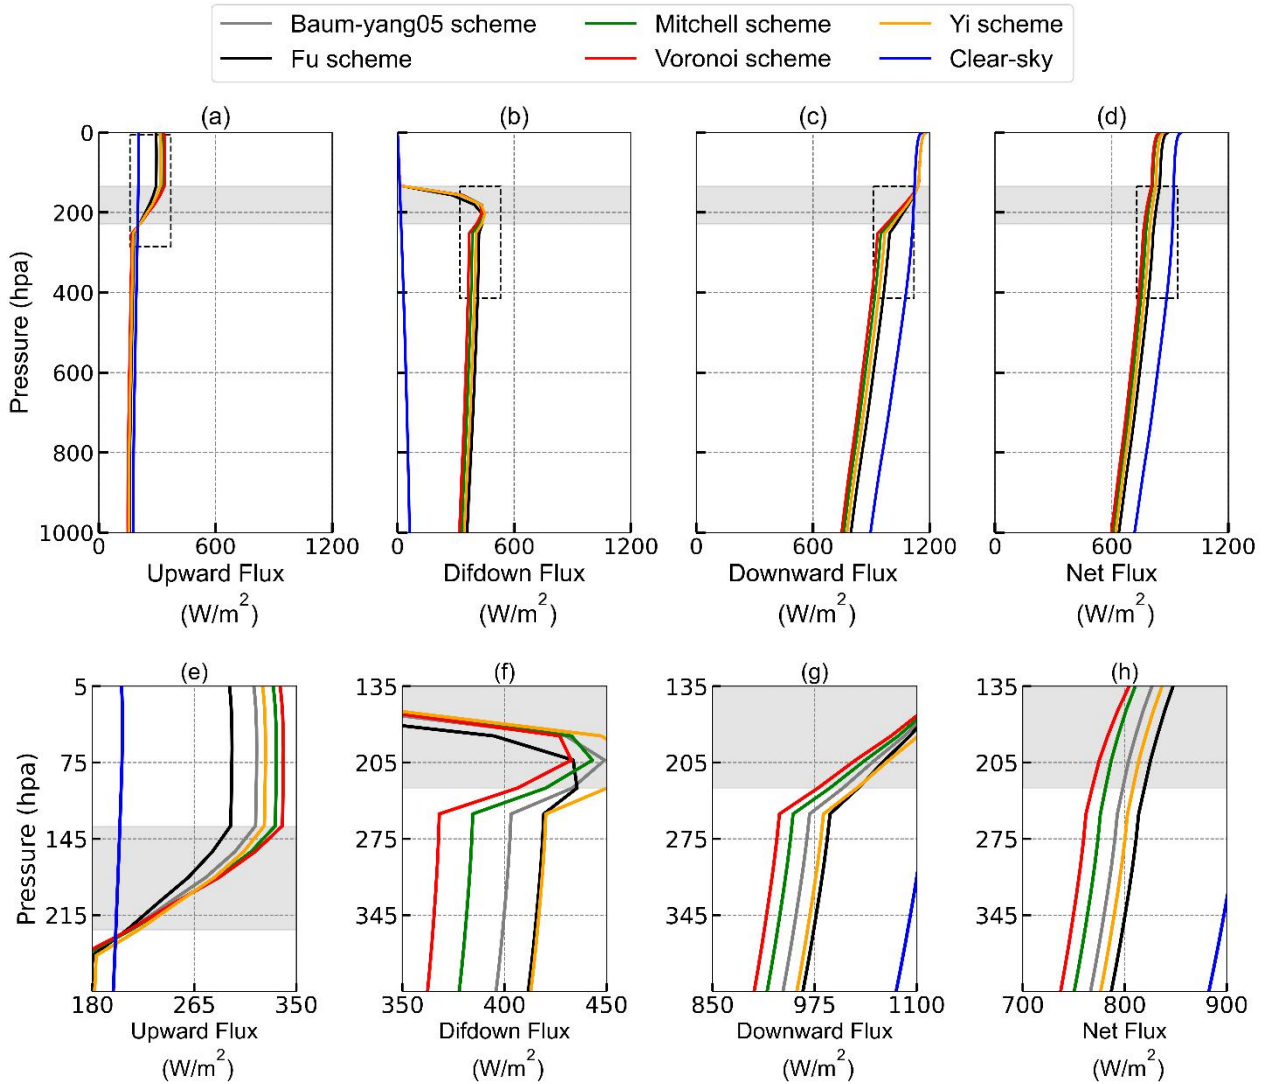 Baum-yang05 scheme Mitchell scheme Yi scheme
Fu scheme Voronoi scheme Clear-sky
(a) (b) (c) (d)
0
200
400
600
800
1000
Pressure (hpa)
0 600 1200 0 600 1200 0 600 1200 0 600 1200
Upward Flux Difdown Flux Downward Flux Net Flux
(W/m2) (W/m2) (W/m2) (W/m2)
(e) (f) (g) (h)
5 135 135 135
75 205 205 205
145 275 275 275
215 345 345 345
Pressure (hpa)
180 265 350 350 400 450 850 975 1100 700 800 900
Upward Flux Difdown Flux Downward Flux Net Flux
(W/m2) (W/m2) (W/m2) (W/m2)